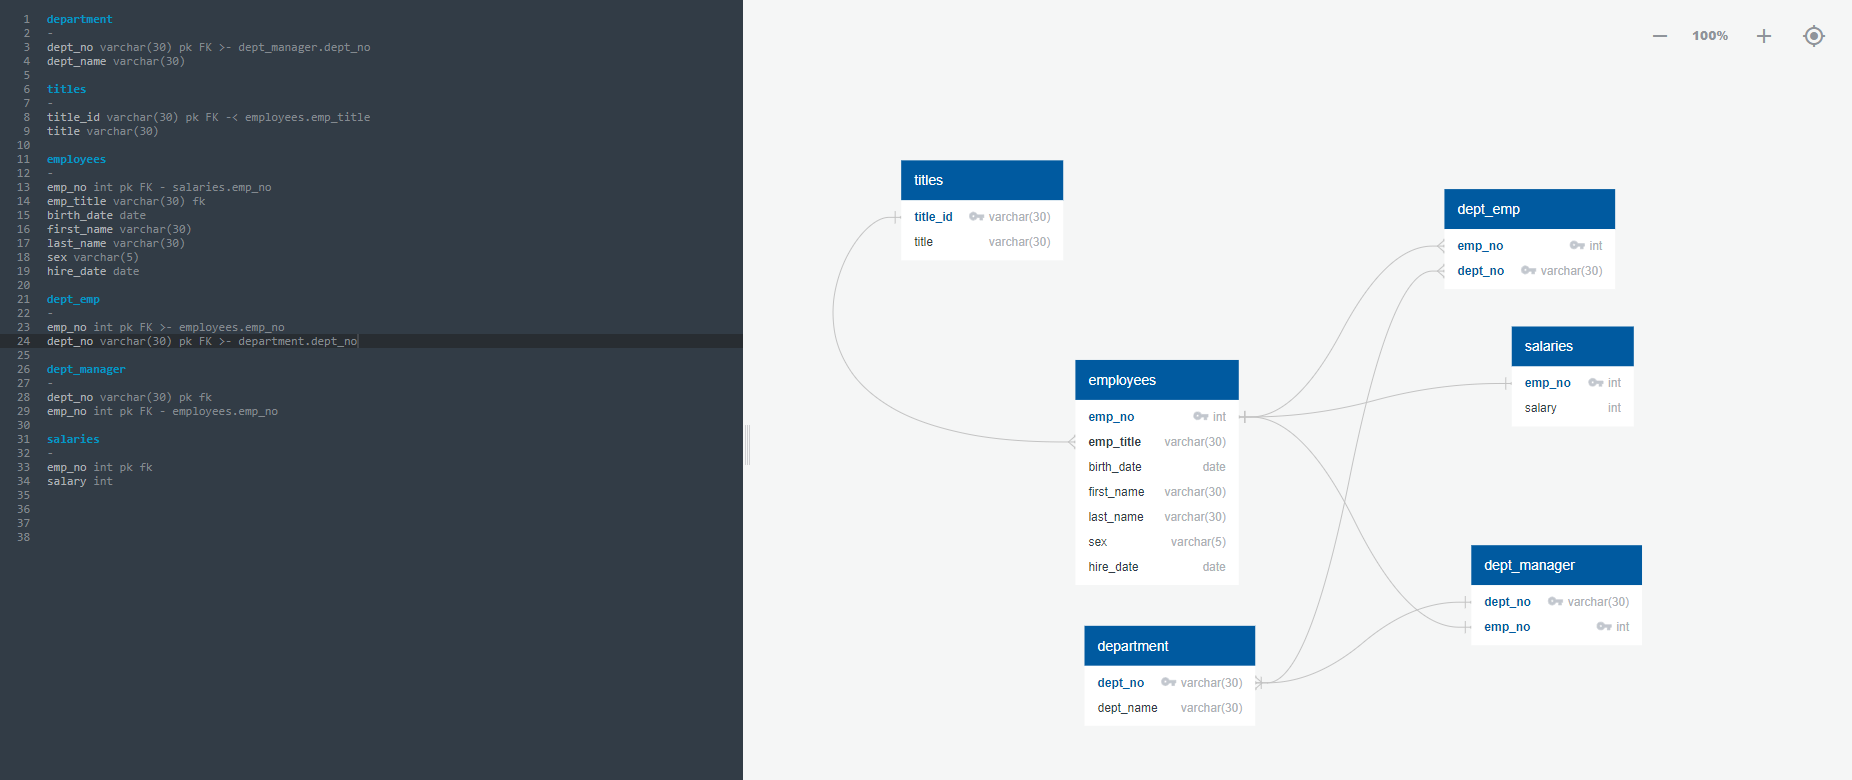 1 department
2 -
3 dept_no varchar(30) pk FK >- dept_manager.dept_no
4 dept_name varchar(30)
5
6 titles
7 -
8 title_id varchar(30) pk FK -< employees.emp_title
9 title varchar(30)
10
11 employees
12 -
13 emp_no int pk FK - salaries.emp_no
14 emp_title varchar(30) fk
15 birth_date date
16 first_name varchar(30)
17 last_name varchar(30)
18 sex varchar(5)
19 hire_date date
20
21 dept_emp
22 -
23 emp_no int pk FK >- employees.emp_no
24 dept_no varchar(30) pk FK >- department.dept_no
25
26 dept_manager
27 -
28 dept_no varchar(30) pk fk
29 emp_no int pk FK - employees.emp_no
30
31 salaries
32 -
33 emp_no int pk fk
34 salary int
35
36
37
38
100%
titles
title_id varchar(30)
title varchar(30)
dept_emp
emp_no int
dept_no varchar(30)
salaries
emp_no int
salary int
employees
emp_no int
emp_title varchar(30)
birth_date date
first_name varchar(30)
last_name varchar(30)
sex varchar(5)
hire_date date
dept_manager
dept_no varchar(30)
emp_no int
department
dept_no varchar(30)
dept_name varchar(30)